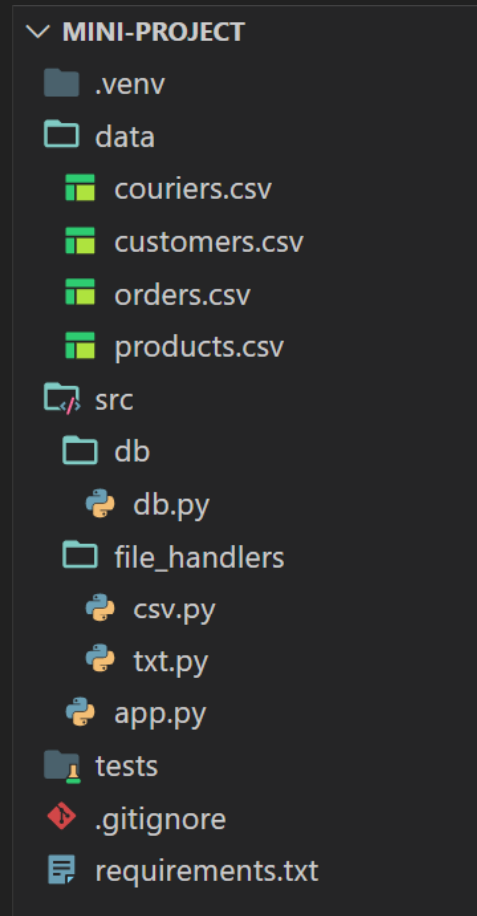 MINI-PROJECT
.venv
data
couriers.csv
customers.csv
orders.csv
products.csv
src
db
db.py
file_handlers
csv.py
txt.py
app.py
tests
.gitignore
requirements.txt